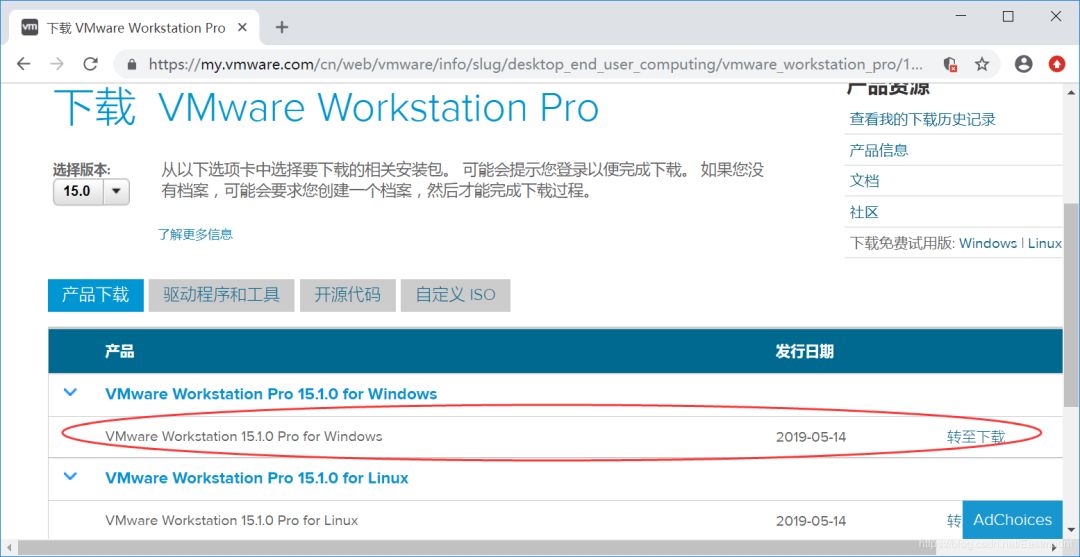 下载 VMware Workstation Pro
https://my.vmware.com/cn/web/vmware/info/slug/desktop_end_user_computing/vmware_workstation_pro/1...
下载 VMware Workstation Pro
产品资源
查看我的下载历史记录
产品信息
文档
社区
下载免费试用版: Windows | Linux
选择版本:
15.0
从以下选项卡中选择要下载的相关安装包。 可能会提示您登录以便完成下载。 如果您没
有档案，可能会要求您创建一个档案，然后才能完成下载过程。
了解更多信息
产品下载 驱动程序和工具 开源代码 自定义 ISO
产品 发行日期
VMware Workstation Pro 15.1.0 for Windows
VMware Workstation 15.1.0 Pro for Windows 2019-05-14 转至下载
VMware Workstation Pro 15.1.0 for Linux
VMware Workstation 15.1.0 Pro for Linux 2019-05-14 转
AdChoices